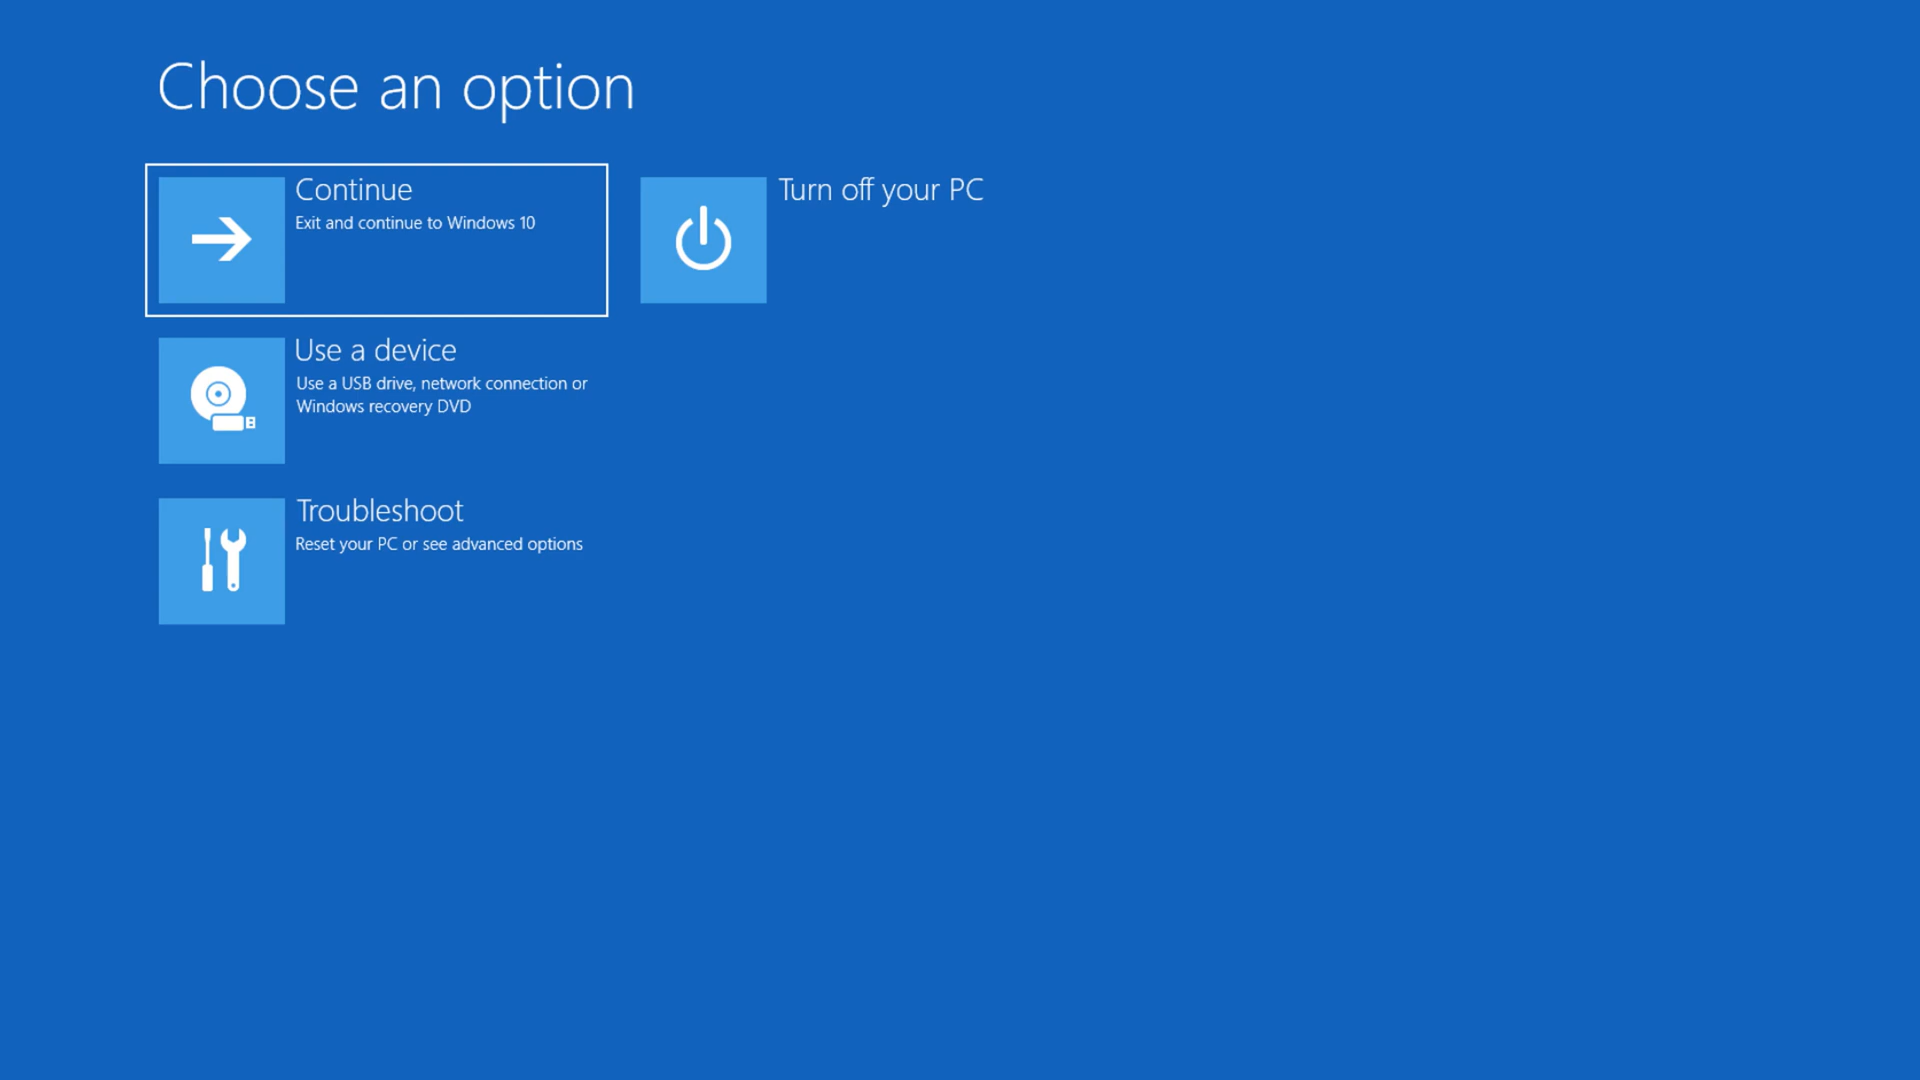 Choose an option
Continue
Exit and continue to Windows 10
Turn off your PC
Use a device
Use a USB drive, network connection or
Windows recovery DVD
Troubleshoot
Reset your PC or see advanced options